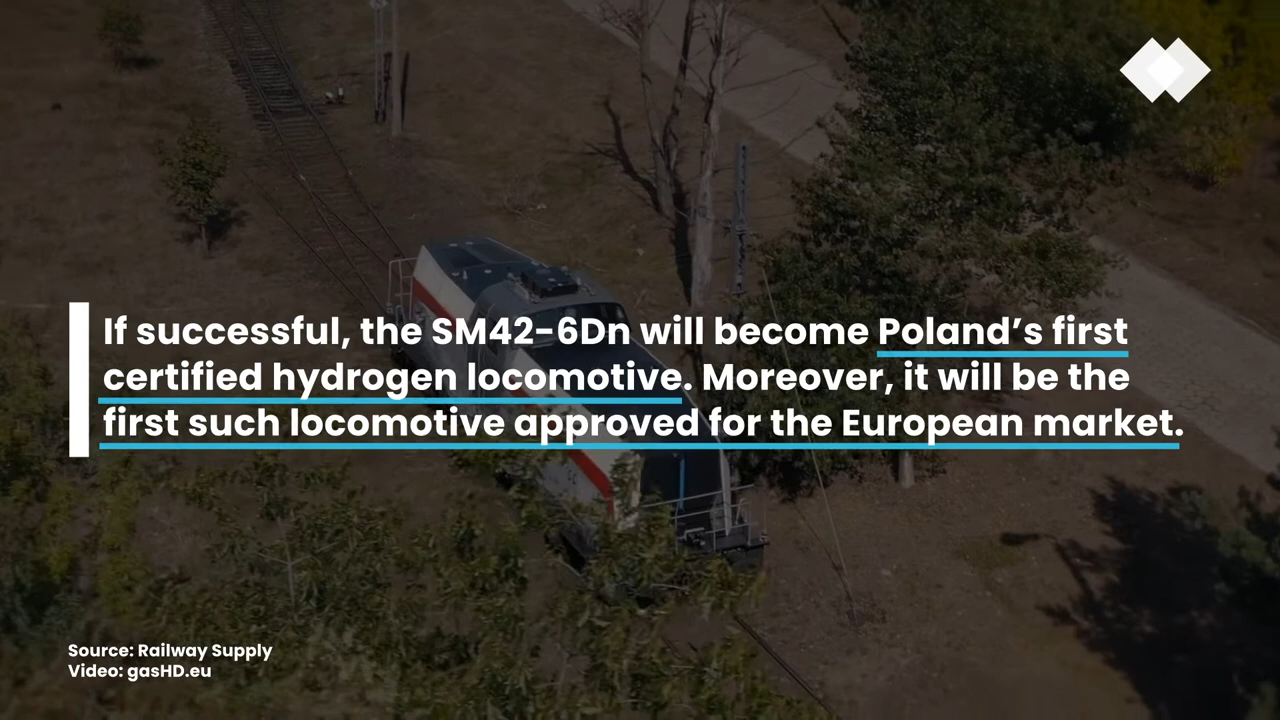 If successful, the SM42-6Dn will become Poland’s first
certified hydrogen locomotive. Moreover, it will be the
first such locomotive approved for the European market.
Source: Railway Supply
Video: gasHD.eu